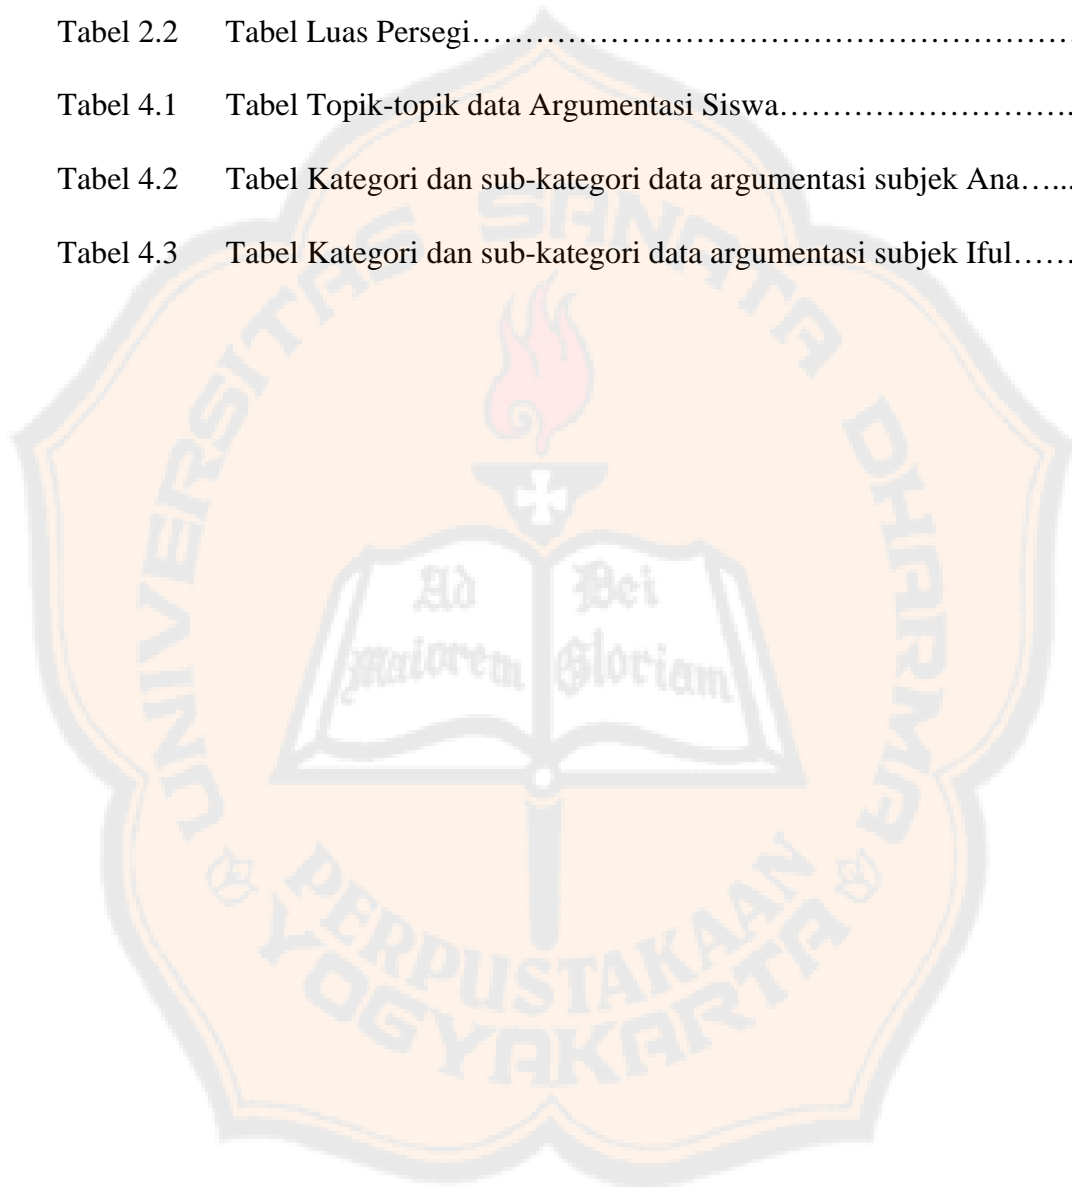 Tabel 2.2 Tabel Luas Persegi…………………………………………………
Tabel 4.1 Tabel Topik-topik data Argumentasi Siswa………………………..
Tabel 4.2 Tabel Kategori dan sub-kategori data argumentasi subjek Ana…...
Tabel 4.3 Tabel Kategori dan sub-kategori data argumentasi subjek Iful……
UNIVERSITAS SANATA DHARMA
Ad Dei
Maiorem Gloriam
PERPUSTAKAAN
YOGYAKARTA